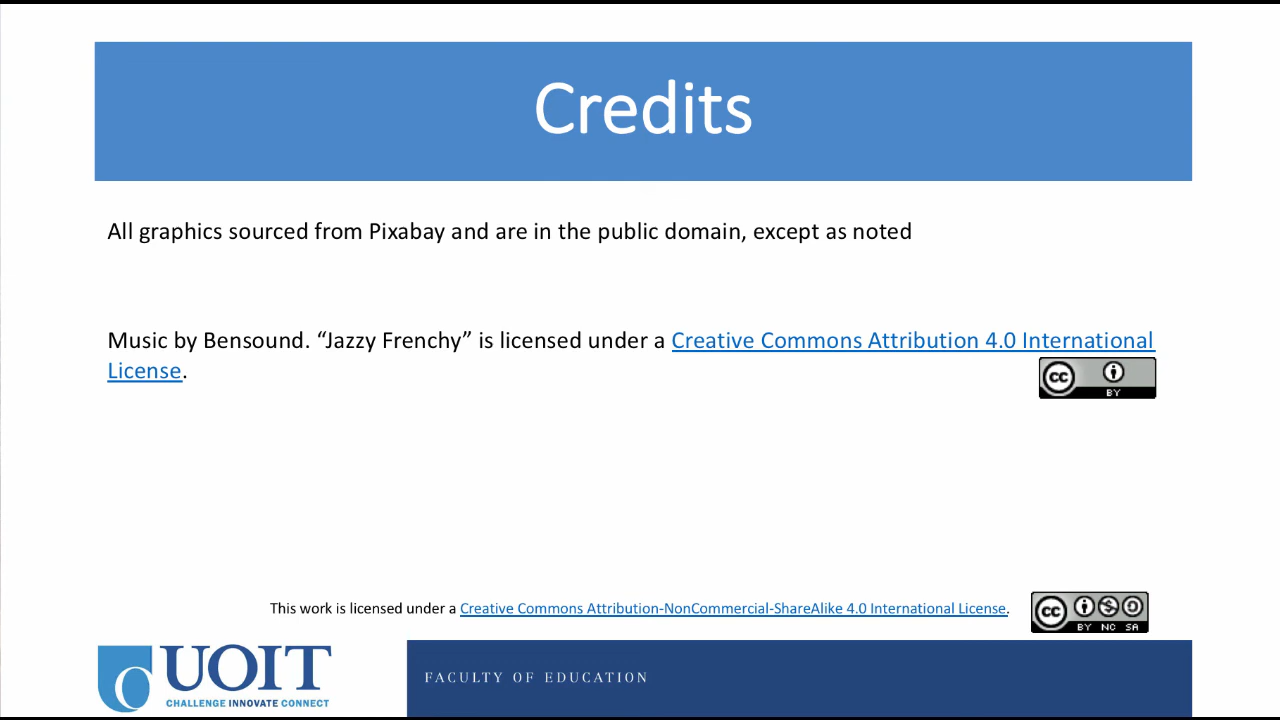 Credits
All graphics sourced from Pixabay and are in the public domain, except as noted
Music by Bensound. “Jazzy Frenchy” is licensed under a Creative Commons Attribution 4.0 International
License.
cc BY
This work is licensed under a Creative Commons Attribution-NonCommercial-ShareAlike 4.0 International License.
cc BY NC SA
UOIT
CHALLENGE INNOVATE CONNECT
FACULTY OF EDUCATION